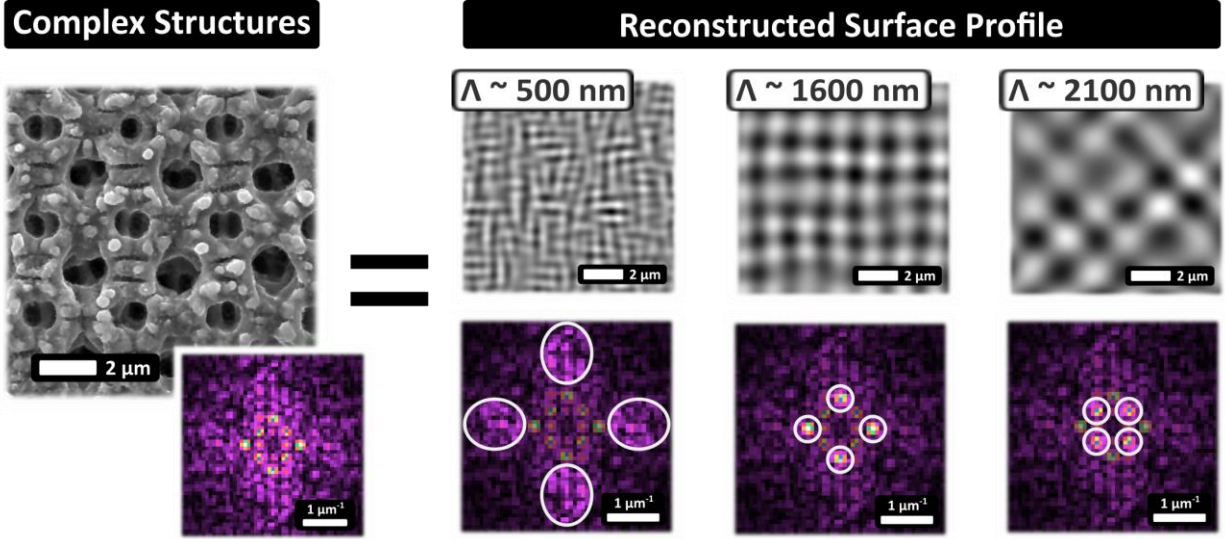 Complex Structures
Reconstructed Surface Profile
Λ ~ 500 nm
Λ ~ 1600 nm
Λ ~ 2100 nm
2 μm
2 μm
2 μm
2 μm
1 μm⁻¹
1 μm⁻¹
1 μm⁻¹
1 μm⁻¹